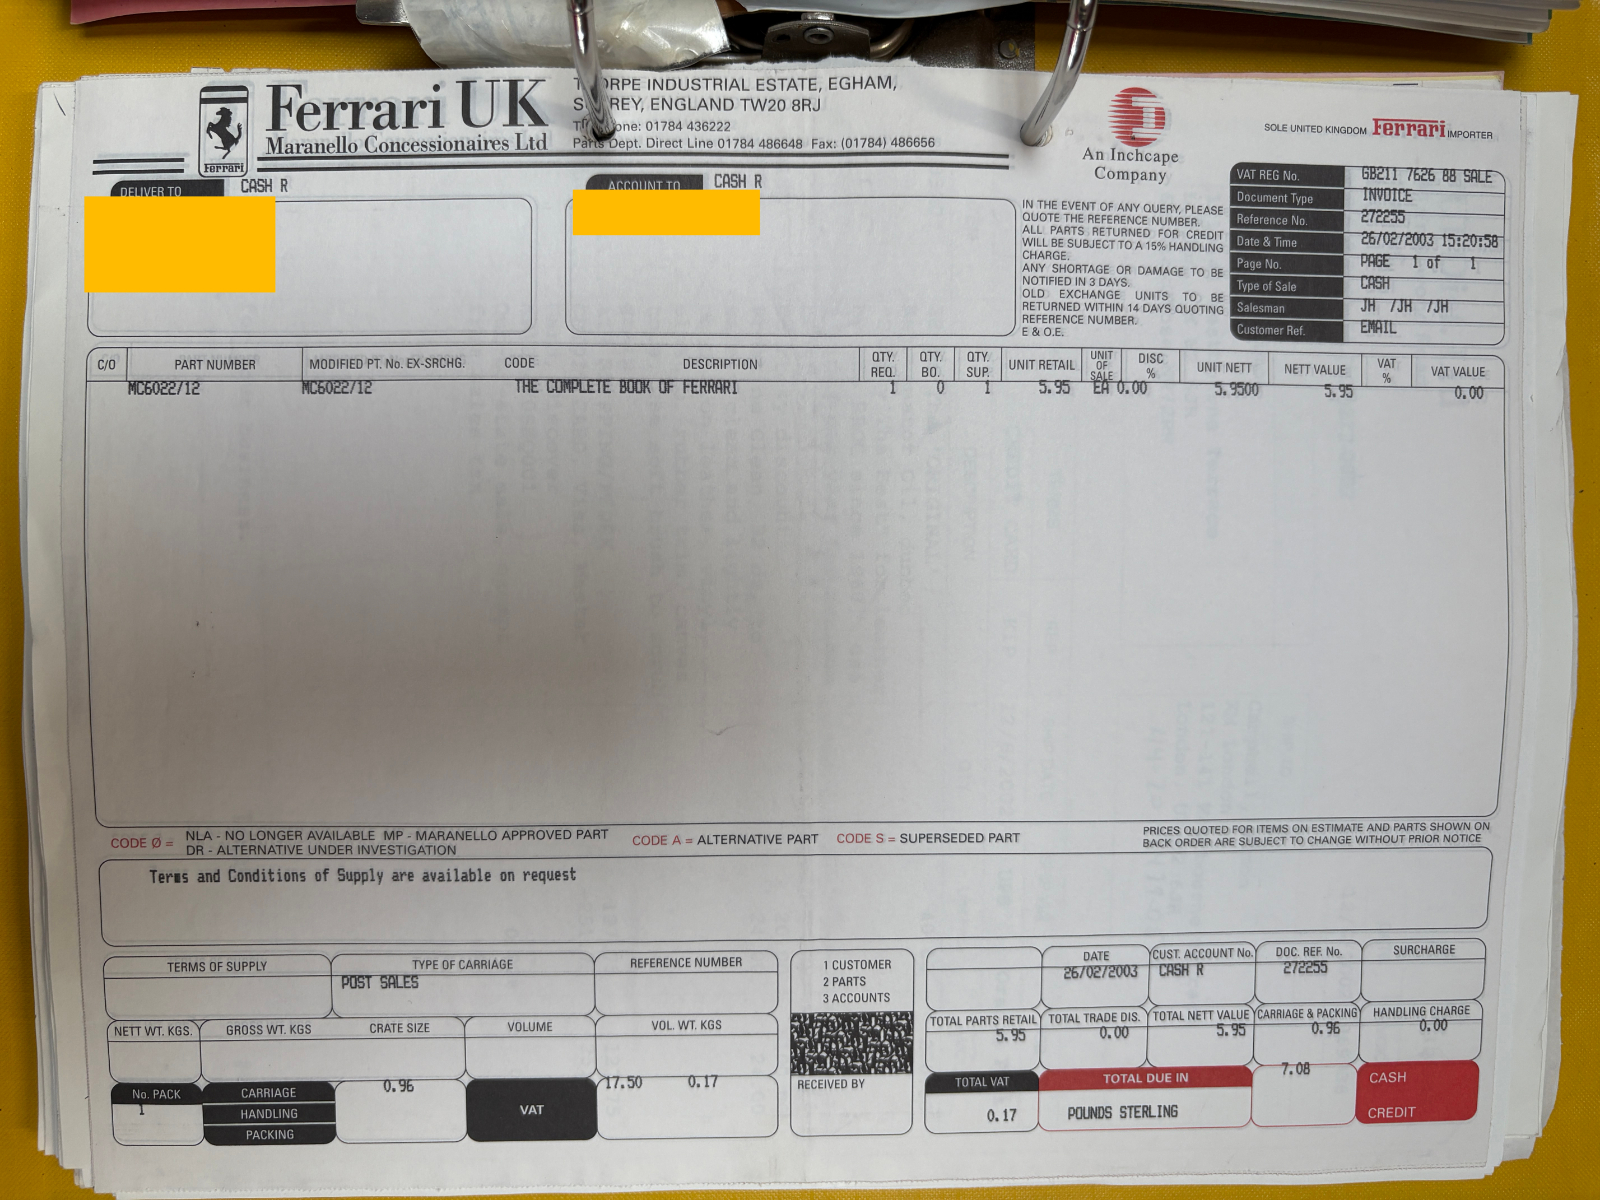 Ferrari UK
Maranello Concessionaires Ltd
Ferrari
THORPE INDUSTRIAL ESTATE, EGHAM,
SURREY, ENGLAND TW20 8RJ
Telephone: 01784 436222
Parts Dept. Direct Line 01784 486648 Fax: (01784) 486656
An Inchcape
Company
SOLE UNITED KINGDOM Ferrari IMPORTER
DELIVER TO CASH R
ACCOUNT TO CASH R
IN THE EVENT OF ANY QUERY, PLEASE
QUOTE THE REFERENCE NUMBER.
ALL PARTS RETURNED FOR CREDIT
WILL BE SUBJECT TO A 15% HANDLING
CHARGE.
ANY SHORTAGE OR DAMAGE TO BE
NOTIFIED IN 3 DAYS.
OLD EXCHANGE UNITS TO BE
RETURNED WITHIN 14 DAYS QUOTING
REFERENCE NUMBER.
E & O.E.
VAT REG No. GB211 7626 88 SALE
Document Type INVOICE
Reference No. 272255
Date & Time 26/02/2003 15:20:58
Page No. PAGE 1 of 1
Type of Sale CASH
Salesman JH /JH /JH
Customer Ref. EMAIL
C/O PART NUMBER MODIFIED PT. No. EX-SRCHG. CODE DESCRIPTION QTY. REQ. QTY. BO. QTY. SUP. UNIT RETAIL UNIT OF SALE DISC % UNIT NETT NETT VALUE VAT % VAT VALUE
MC6022/12 MC6022/12 THE COMPLETE BOOK OF FERRARI 1 0 1 5.95 EA 0.00 5.9500 5.95 0.00
CODE Ø = NLA - NO LONGER AVAILABLE MP - MARANELLO APPROVED PART
DR - ALTERNATIVE UNDER INVESTIGATION
CODE A = ALTERNATIVE PART CODE S = SUPERSEDED PART
PRICES QUOTED FOR ITEMS ON ESTIMATE AND PARTS SHOWN ON
BACK ORDER ARE SUBJECT TO CHANGE WITHOUT PRIOR NOTICE
Terms and Conditions of Supply are available on request
TERMS OF SUPPLY TYPE OF CARRIAGE REFERENCE NUMBER
POST SALES
NETT WT. KGS. GROSS WT. KGS CRATE SIZE VOLUME VOL. WT. KGS
No. PACK
1
CARRIAGE
HANDLING
PACKING
0.96
VAT
17.50 0.17
1 CUSTOMER
2 PARTS
3 ACCOUNTS
RECEIVED BY
DATE CUST. ACCOUNT No. DOC. REF. No. SURCHARGE
26/02/2003 CASH R 272255
TOTAL PARTS RETAIL TOTAL TRADE DIS. TOTAL NETT VALUE CARRIAGE & PACKING HANDLING CHARGE
5.95 0.00 5.95 0.96 0.00
TOTAL VAT TOTAL DUE IN 7.08 CASH
0.17 POUNDS STERLING CREDIT